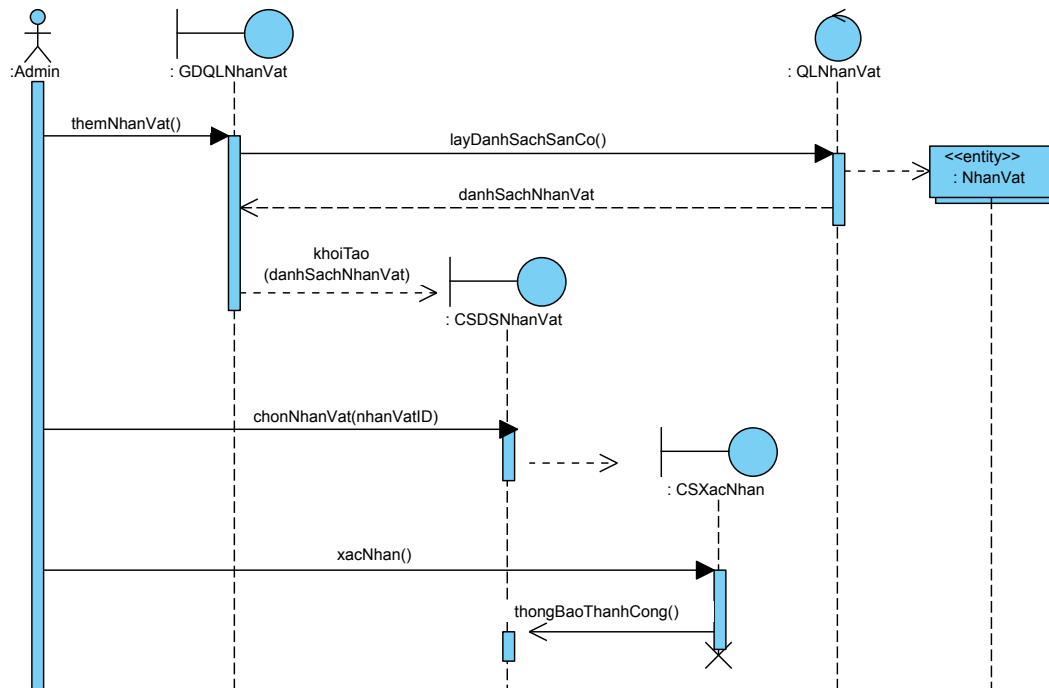 :Admin
: GDQLNhanVat
: QLNhanVat
themNhanVat()
layDanhSachSanCo()
<<entity>>
: NhanVat
danhSachNhanVat
khoiTao
(danhSachNhanVat)
: CSDSNhanVat
chonNhanVat(nhanVatID)
: CSXacNhan
xacNhan()
thongBaoThanhCong()